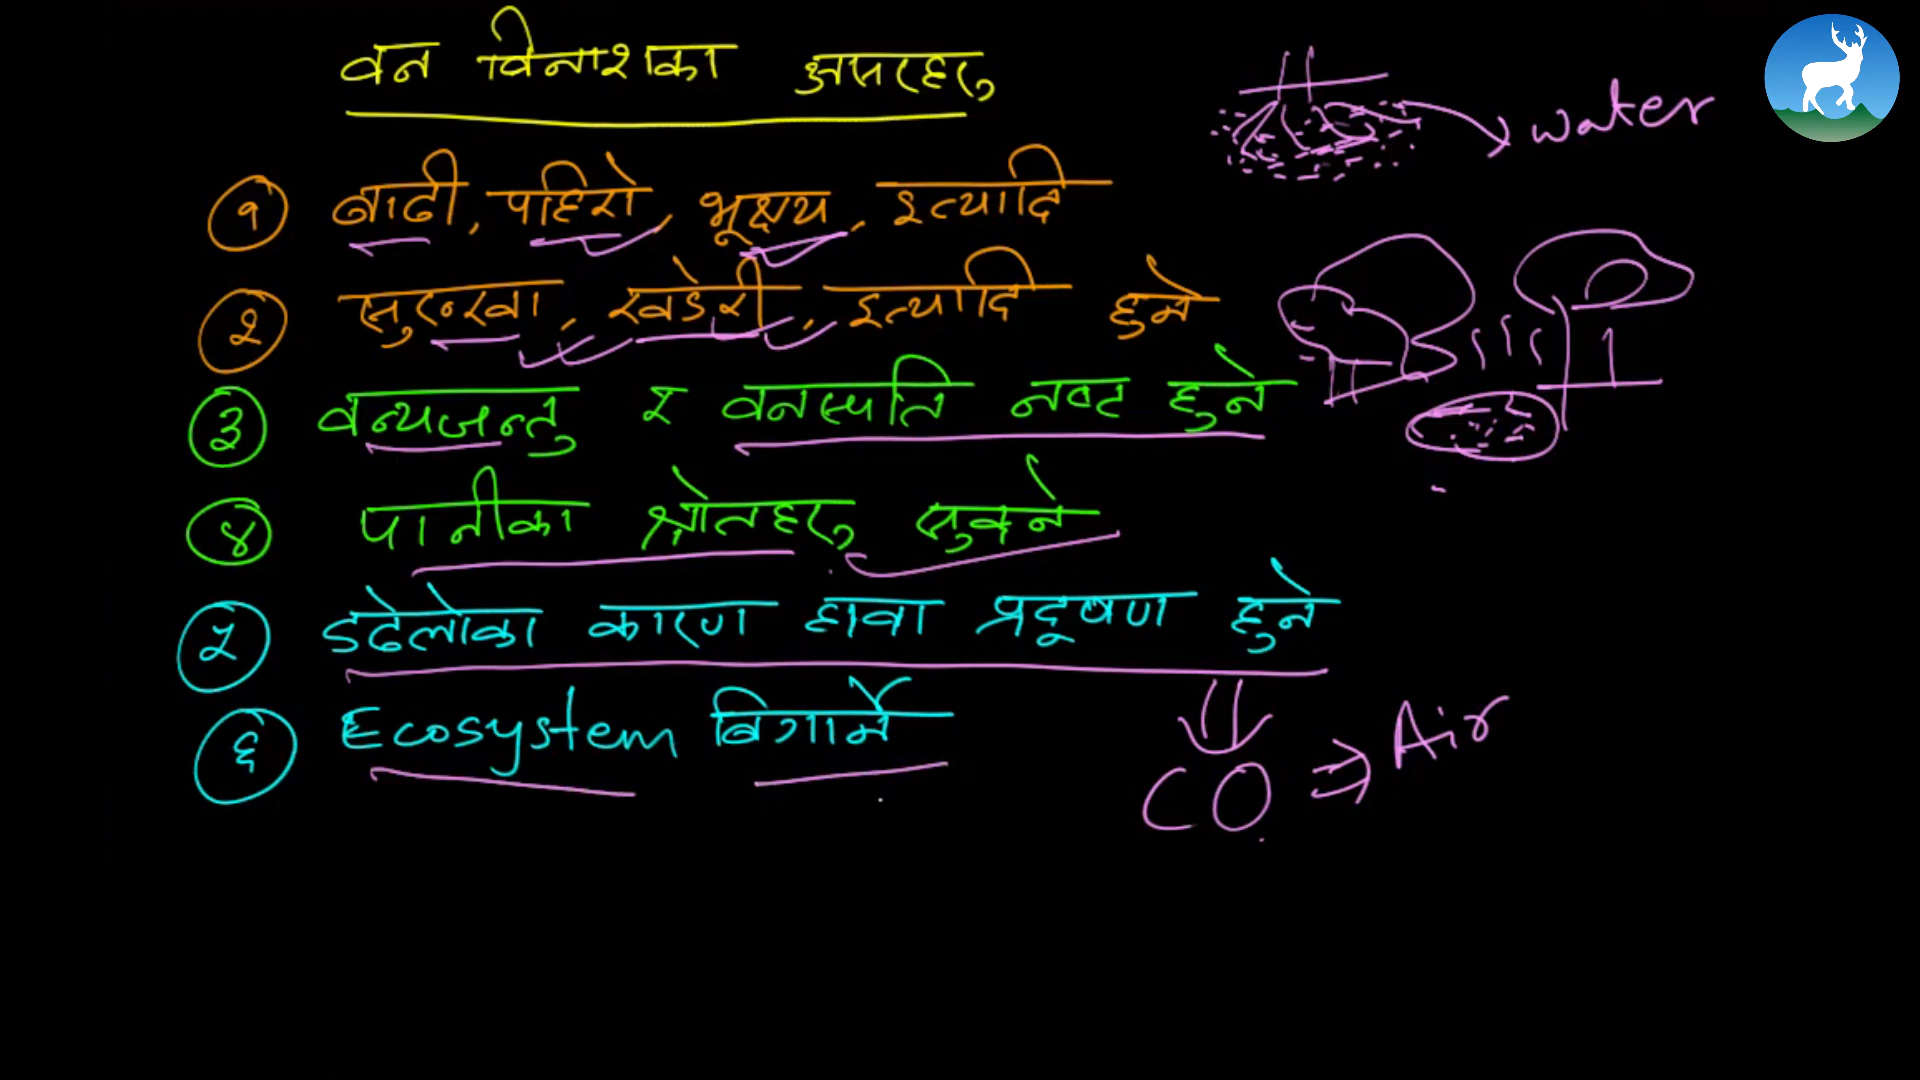 वन विनाशका असरहरु
water
१ बाढी, पहिरो, भूक्षय, इत्यादि
२ सुख्खा, खडेरी, इत्यादि हुने
३ वन्यजन्तु र वनस्पति नष्ट हुने
४ पानीका श्रोतहरु सुक्ने
५ डढेलोका कारण हावा प्रदूषण हुने
६ Ecosystem बिगार्ने
CO ⇒ Air